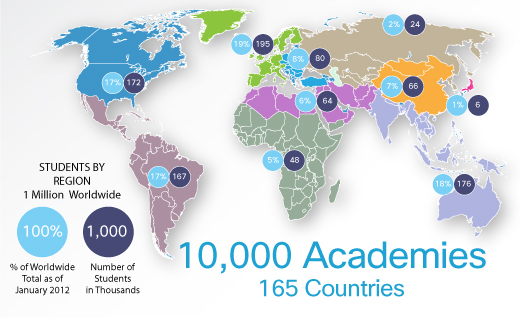 2% 24
19% 195
8% 80
17% 172
7% 66
6% 64
1% 6
5% 48
17% 167
18% 176
STUDENTS BY
REGION
1 Million Worldwide
100% 1,000
% of Worldwide
Total as of
January 2012
Number of
Students
in Thousands
10,000 Academies
165 Countries